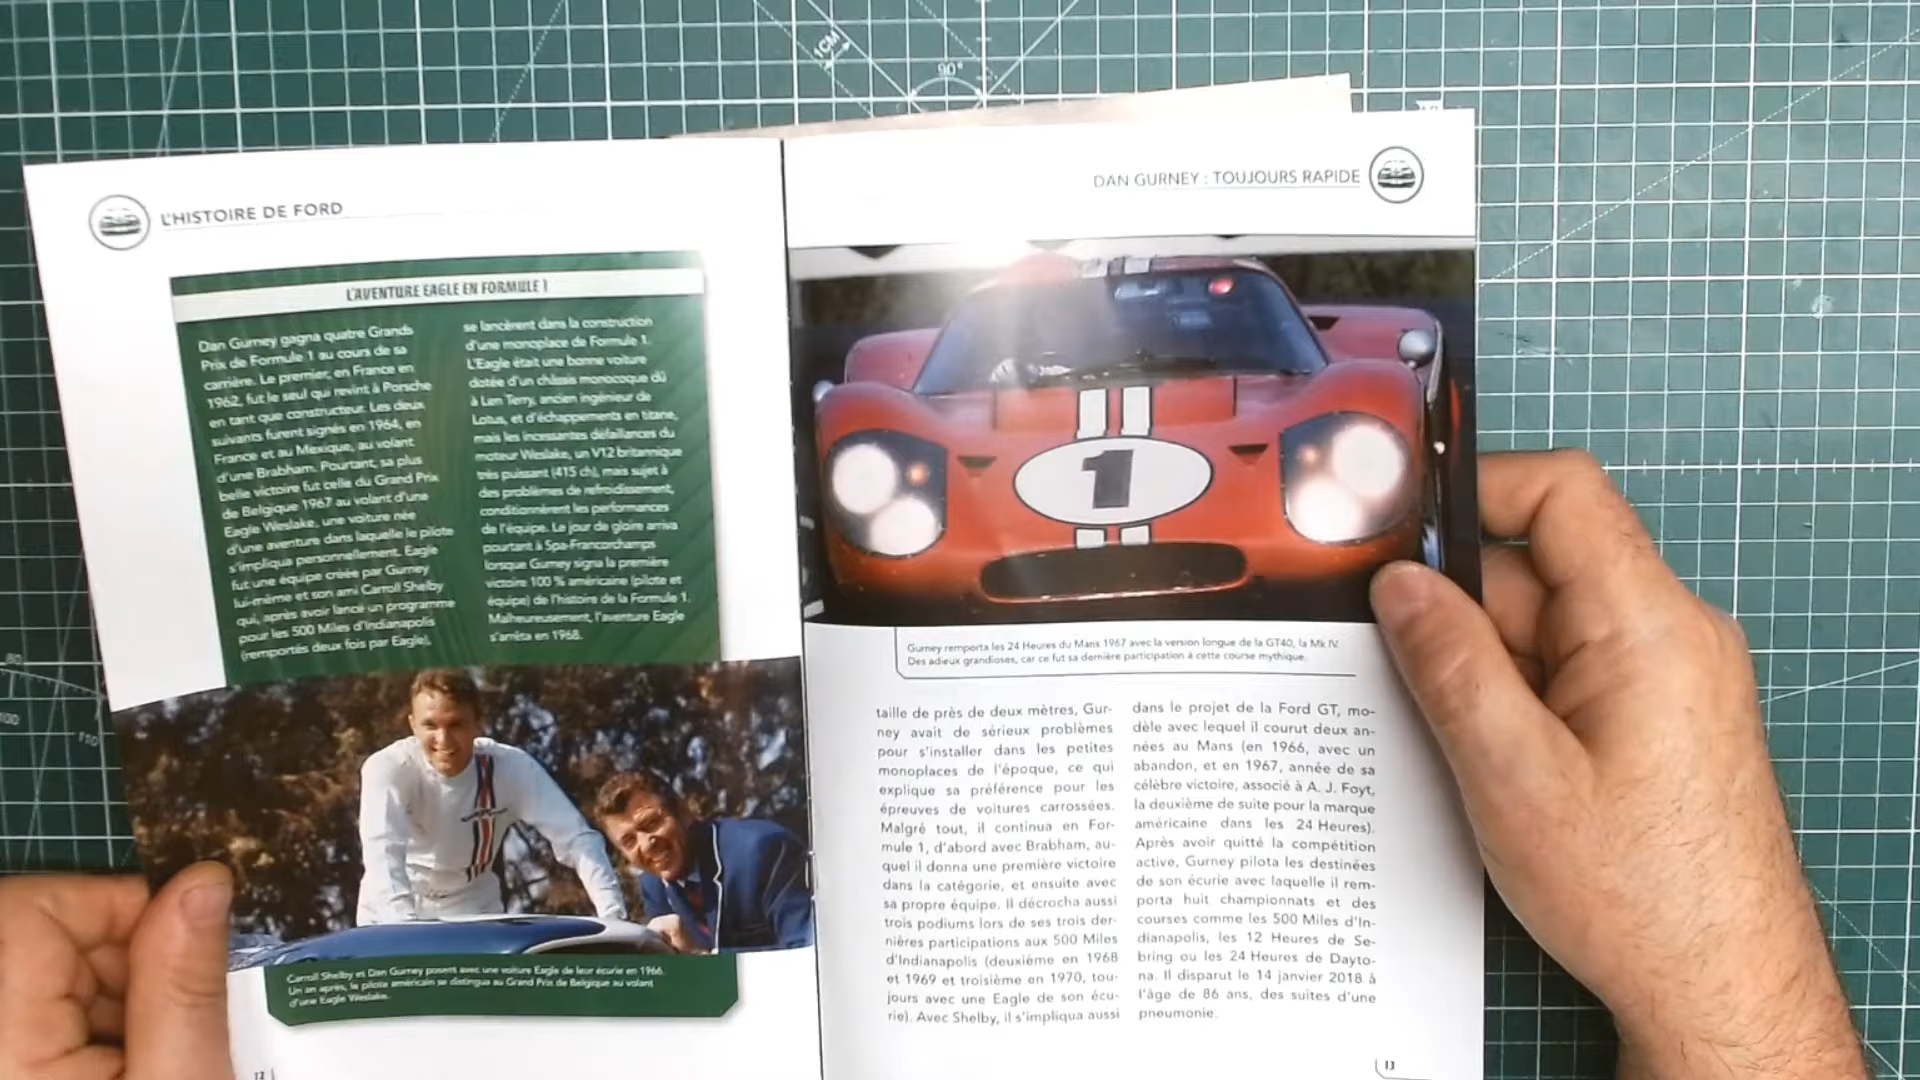 1CM
90°
L'HISTOIRE DE FORD
L'AVENTURE EAGLE EN FORMULE 1
Dan Gurney gagna quatre Grands
Prix de Formule 1 au cours de sa
carrière. Le premier, en France en
1962, fut le seul qui revint à Porsche
en tant que constructeur. Les deux
suivants furent signés en 1964, en
France et au Mexique, au volant
d'une Brabham. Pourtant, sa plus
belle victoire fut celle du Grand Prix
de Belgique 1967 au volant d'une
Eagle Weslake, une voiture née
d'une aventure dans laquelle le pilote
s'impliqua personnellement. Eagle
fut une équipe créée par Gurney
lui-même et son ami Carroll Shelby
qui, après avoir lancé un programme
pour les 500 Miles d'Indianapolis
(remportés deux fois par Eagle),
se lancèrent dans la construction
d'une monoplace de Formule 1.
L'Eagle était une bonne voiture
dotée d'un châssis monocoque dû
à Len Terry, ancien ingénieur de
Lotus, et d'échappements en titane,
mais les incessantes défaillances du
moteur Weslake, un V12 britannique
très puissant (415 ch), mais sujet à
des problèmes de refroidissement,
conditionnèrent les performances
de l'équipe. Le jour de gloire arriva
pourtant à Spa-Francorchamps
lorsque Gurney signa la première
victoire 100 % américaine (pilote et
équipe) de l'histoire de la Formule 1.
Malheureusement, l'aventure Eagle
s'arrêta en 1968.
Carroll Shelby et Dan Gurney posent avec une voiture Eagle de leur écurie en 1966.
Un an après, le pilote américain se distingua au Grand Prix de Belgique au volant
d'une Eagle Weslake.
12
DAN GURNEY : TOUJOURS RAPIDE
1
Gurney remporta les 24 Heures du Mans 1967 avec la version longue de la GT40, la Mk IV.
Des adieux grandioses, car ce fut sa dernière participation à cette course mythique.
taille de près de deux mètres, Gur-
ney avait de sérieux problèmes
pour s'installer dans les petites
monoplaces de l'époque, ce qui
explique sa préférence pour les
épreuves de voitures carrossées.
Malgré tout, il continua en For-
mule 1, d'abord avec Brabham, au-
quel il donna une première victoire
dans la catégorie, et ensuite avec
sa propre équipe. Il décrocha aussi
trois podiums lors de ses trois der-
nières participations aux 500 Miles
d'Indianapolis (deuxième en 1968
et 1969 et troisième en 1970, tou-
jours avec une Eagle de son écu-
rie). Avec Shelby, il s'impliqua aussi
dans le projet de la Ford GT, mo-
dèle avec lequel il courut deux an-
nées au Mans (en 1966, avec un
abandon, et en 1967, année de sa
célèbre victoire, associé à A. J. Foyt,
la deuxième de suite pour la marque
américaine dans les 24 Heures).
Après avoir quitté la compétition
active, Gurney pilota les destinées
de son écurie avec laquelle il rem-
porta huit championnats et des
courses comme les 500 Miles d'In-
dianapolis, les 12 Heures de Se-
bring ou les 24 Heures de Dayto-
na. Il disparut le 14 janvier 2018 à
l'âge de 86 ans, des suites d'une
pneumonie.
13